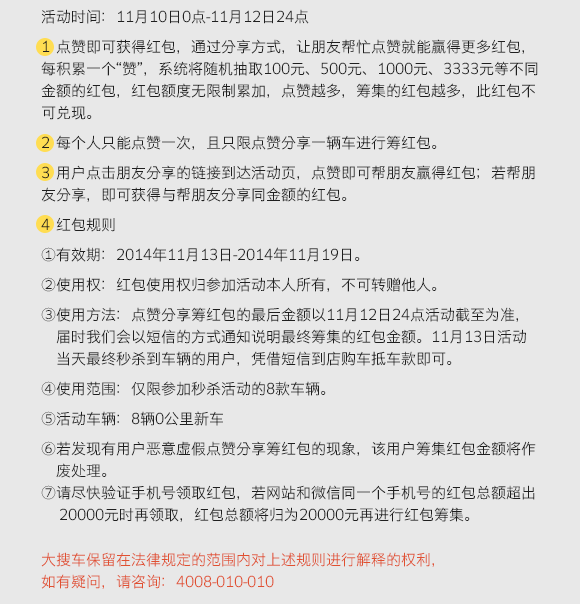 活动时间：11月10日0点-11月12日24点
1 点赞即可获得红包，通过分享方式，让朋友帮忙点赞就能赢得更多红包，
每积累一个“赞”，系统将随机抽取100元、500元、1000元、3333元等不同
金额的红包，红包额度无限制累加，点赞越多，筹集的红包越多，此红包不
可兑现。
2 每个人只能点赞一次，且只限点赞分享一辆车进行筹红包。
3 用户点击朋友分享的链接到达活动页，点赞即可帮朋友赢得红包；若帮朋
友分享，即可获得与帮朋友分享同金额的红包。
4 红包规则
①有效期：2014年11月13日-2014年11月19日。
②使用权：红包使用权归参加活动本人所有，不可转赠他人。
③使用方法：点赞分享筹红包的最后金额以11月12日24点活动截至为准，
届时我们会以短信的方式通知说明最终筹集的红包金额。11月13日活动
当天最终秒杀到车辆的用户，凭借短信到店购车抵车款即可。
④使用范围：仅限参加秒杀活动的8款车辆。
⑤活动车辆：8辆0公里新车
⑥若发现有用户恶意虚假点赞分享筹红包的现象，该用户筹集红包金额将作
废处理。
⑦请尽快验证手机号领取红包，若网站和微信同一个手机号的红包总额超出
20000元时再领取，红包总额将归为20000元再进行红包筹集。
大搜车保留在法律规定的范围内对上述规则进行解释的权利，
如有疑问，请咨询：4008-010-010